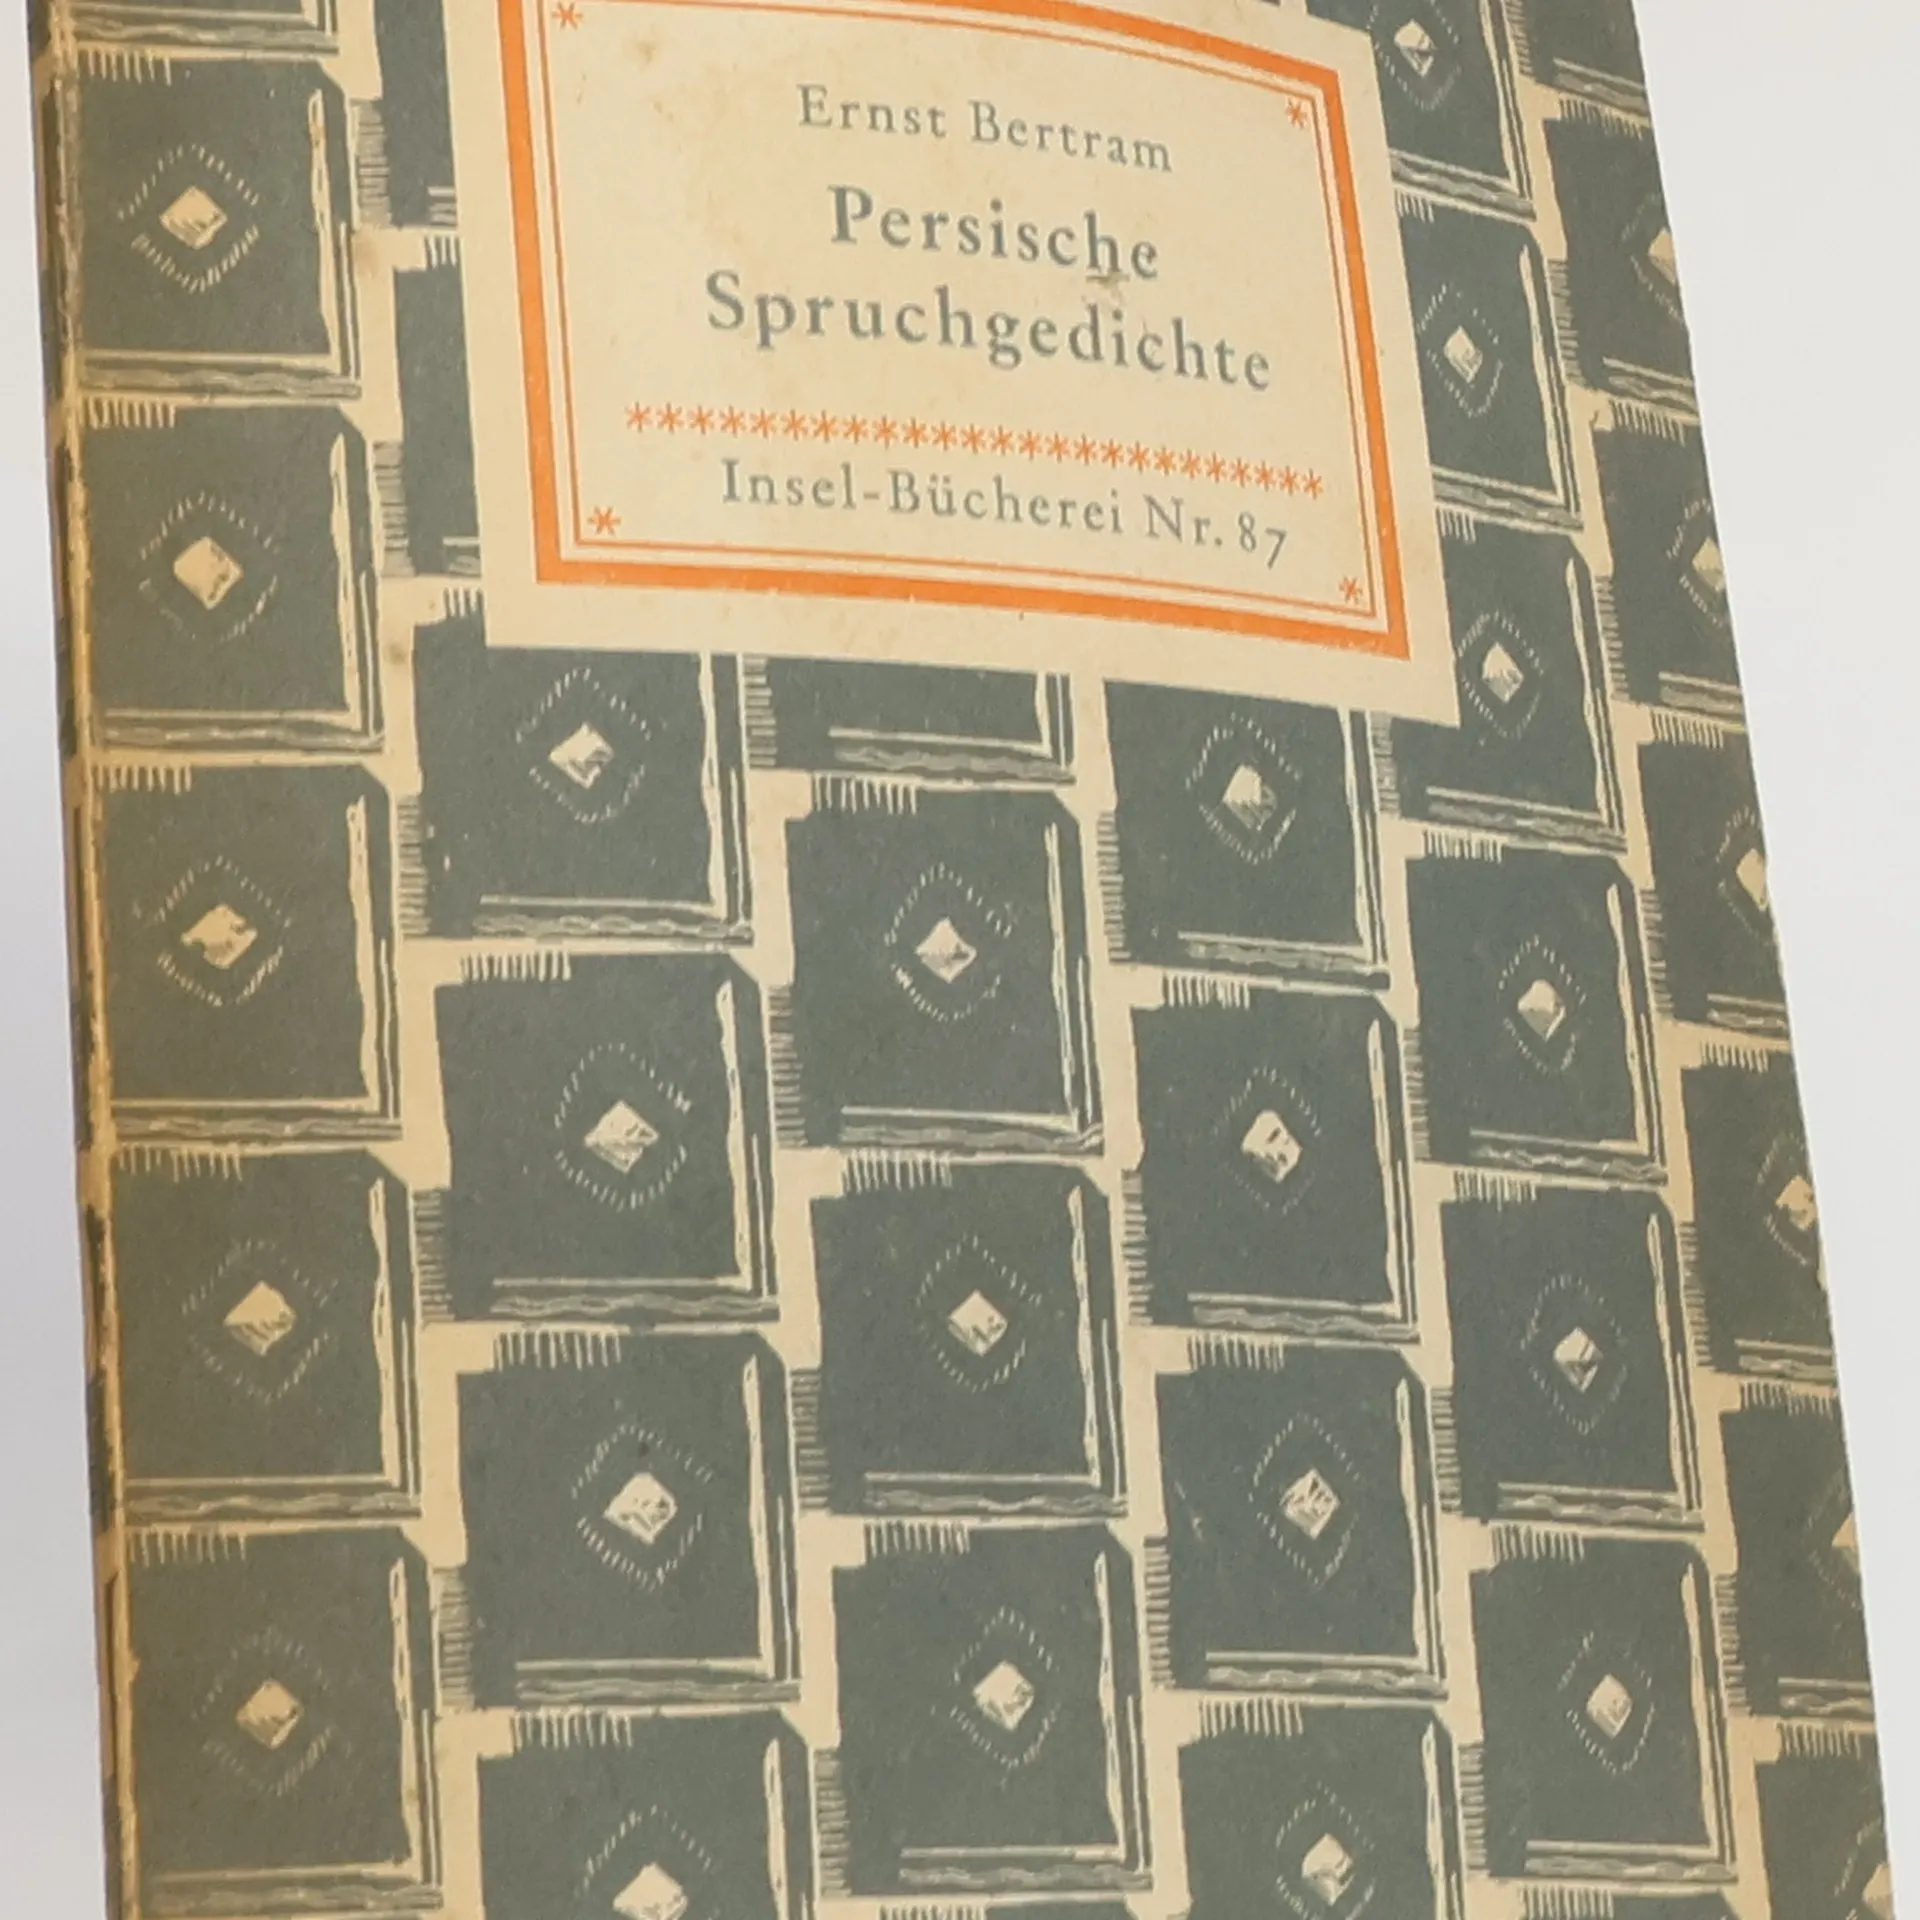 Ernst Bertram
Persische
Spruchgedichte
Insel-Bücherei Nr. 87